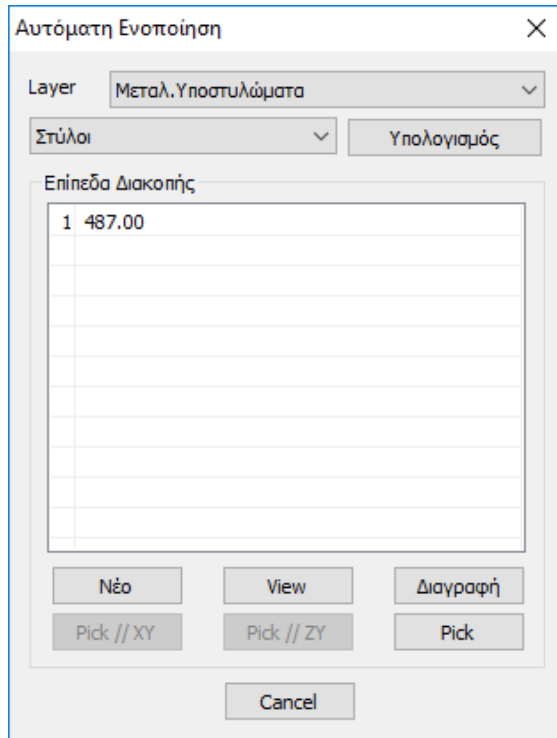 Αυτόματη Ενοποίηση
Layer Μεταλ.Υποστυλώματα
Στύλοι Υπολογισμός
Επίπεδα Διακοπής
1 487.00
Νέο View Διαγραφή
Pick // XY Pick // ZY Pick
Cancel